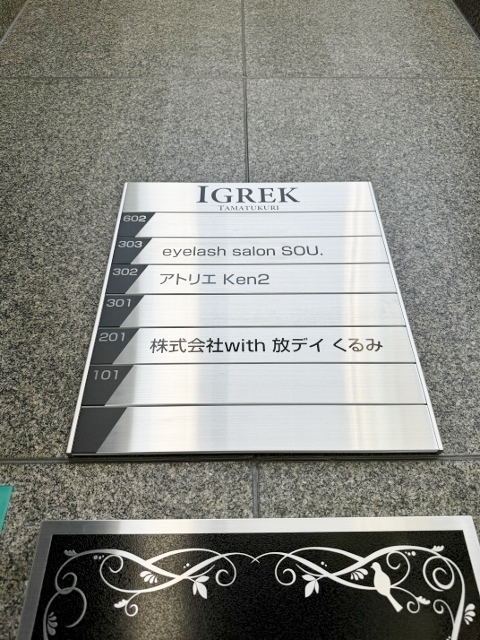 IGREK
TAMATUKURI
602
303 eyelash salon SOU.
302 アトリエ Ken2
301
201 株式会社with 放デイ くるみ
101